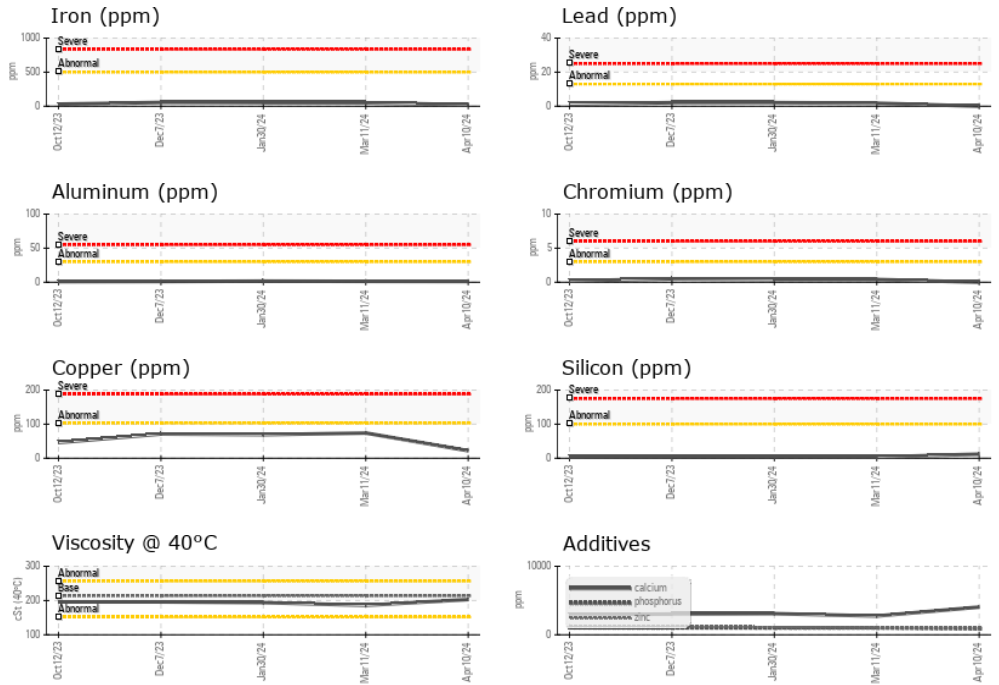 Iron (ppm)
1000
500
0
ppm
Severe
Abnormal
Oct12/23
Dec7/23
Jan30/24
Mar11/24
Apr10/24
Lead (ppm)
40
20
0
ppm
Severe
Abnormal
Oct12/23
Dec7/23
Jan30/24
Mar11/24
Apr10/24
Aluminum (ppm)
100
50
0
ppm
Severe
Abnormal
Oct12/23
Dec7/23
Jan30/24
Mar11/24
Apr10/24
Chromium (ppm)
10
5
0
ppm
Severe
Abnormal
Oct12/23
Dec7/23
Jan30/24
Mar11/24
Apr10/24
Copper (ppm)
200
100
0
ppm
Severe
Abnormal
Oct12/23
Dec7/23
Jan30/24
Mar11/24
Apr10/24
Silicon (ppm)
200
100
0
ppm
Severe
Abnormal
Oct12/23
Dec7/23
Jan30/24
Mar11/24
Apr10/24
Viscosity @ 40°C
300
200
100
cSt (40°C)
Abnormal
Base
Abnormal
Oct12/23
Dec7/23
Jan30/24
Mar11/24
Apr10/24
Additives
10000
0
ppm
calcium
phosphorus
zinc
Oct12/23
Dec7/23
Jan30/24
Mar11/24
Apr10/24